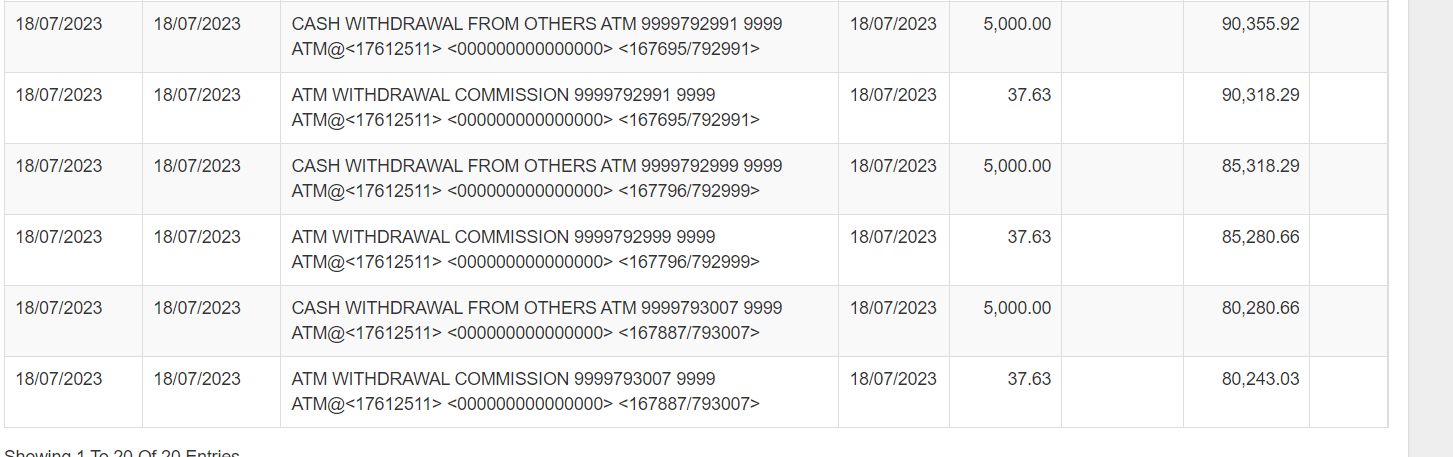 18/07/2023 18/07/2023 CASH WITHDRAWAL FROM OTHERS ATM 9999792991 9999 18/07/2023 5,000.00 90,355.92
ATM@<17612511> <000000000000000> <167695/792991>
18/07/2023 18/07/2023 ATM WITHDRAWAL COMMISSION 9999792991 9999 18/07/2023 37.63 90,318.29
ATM@<17612511> <000000000000000> <167695/792991>
18/07/2023 18/07/2023 CASH WITHDRAWAL FROM OTHERS ATM 9999792999 9999 18/07/2023 5,000.00 85,318.29
ATM@<17612511> <000000000000000> <167796/792999>
18/07/2023 18/07/2023 ATM WITHDRAWAL COMMISSION 9999792999 9999 18/07/2023 37.63 85,280.66
ATM@<17612511> <000000000000000> <167796/792999>
18/07/2023 18/07/2023 CASH WITHDRAWAL FROM OTHERS ATM 9999793007 9999 18/07/2023 5,000.00 80,280.66
ATM@<17612511> <000000000000000> <167887/793007>
18/07/2023 18/07/2023 ATM WITHDRAWAL COMMISSION 9999793007 9999 18/07/2023 37.63 80,243.03
ATM@<17612511> <000000000000000> <167887/793007>
Showing 1 To 20 Of 20 Entries